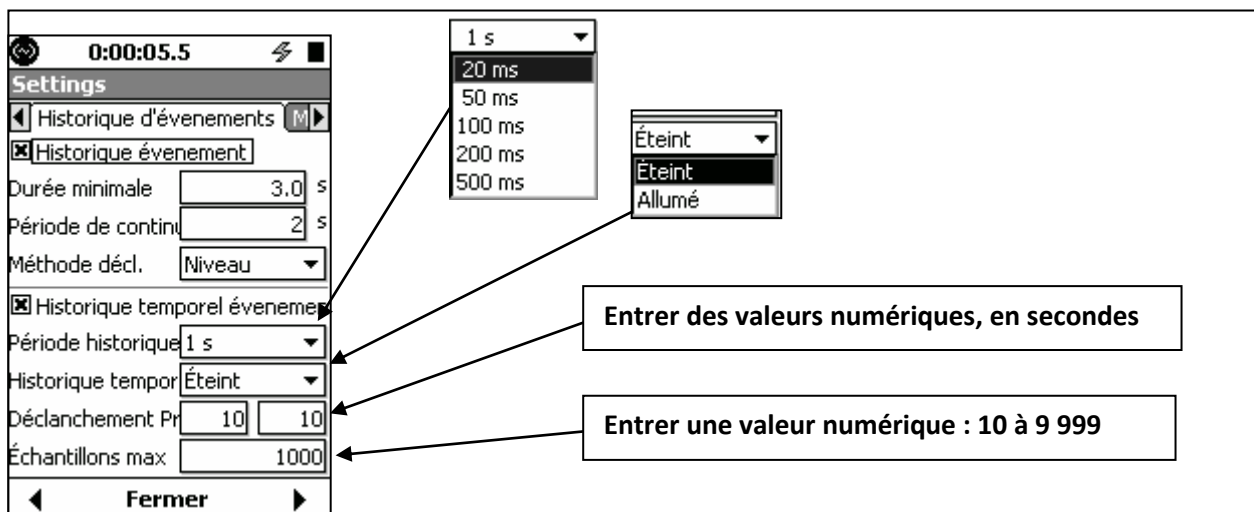 0:00:05.5
Settings
Historique d'évenements M
Historique évenement
Durée minimale 3.0 s
Période de continu 2 s
Méthode décl. Niveau
Historique temporel évenemen
Période historique 1 s
Historique tempor Éteint
Déclanchement Pr 10 10
Échantillons max 1000
Fermer
1 s
20 ms
50 ms
100 ms
200 ms
500 ms
Éteint
Éteint
Allumé
Entrer des valeurs numériques, en secondes
Entrer une valeur numérique : 10 à 9 999